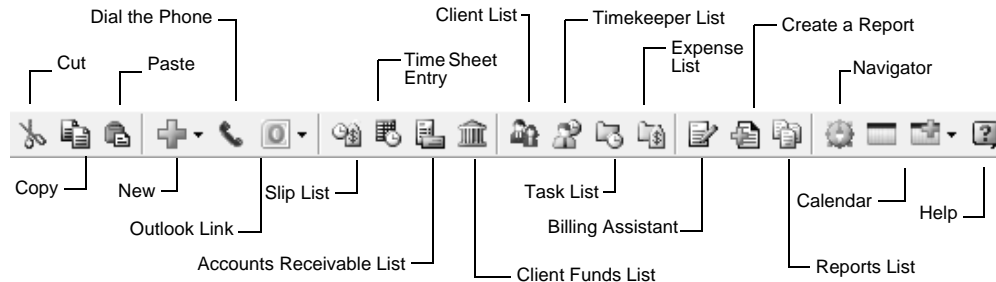 Dial the Phone
Client List
Timekeeper List
Create a Report
Cut
Paste
Time Sheet
Entry
Expense
List
Navigator
Copy
New
Slip List
Task List
Calendar
Help
Outlook Link
Billing Assistant
Accounts Receivable List
Client Funds List
Reports List